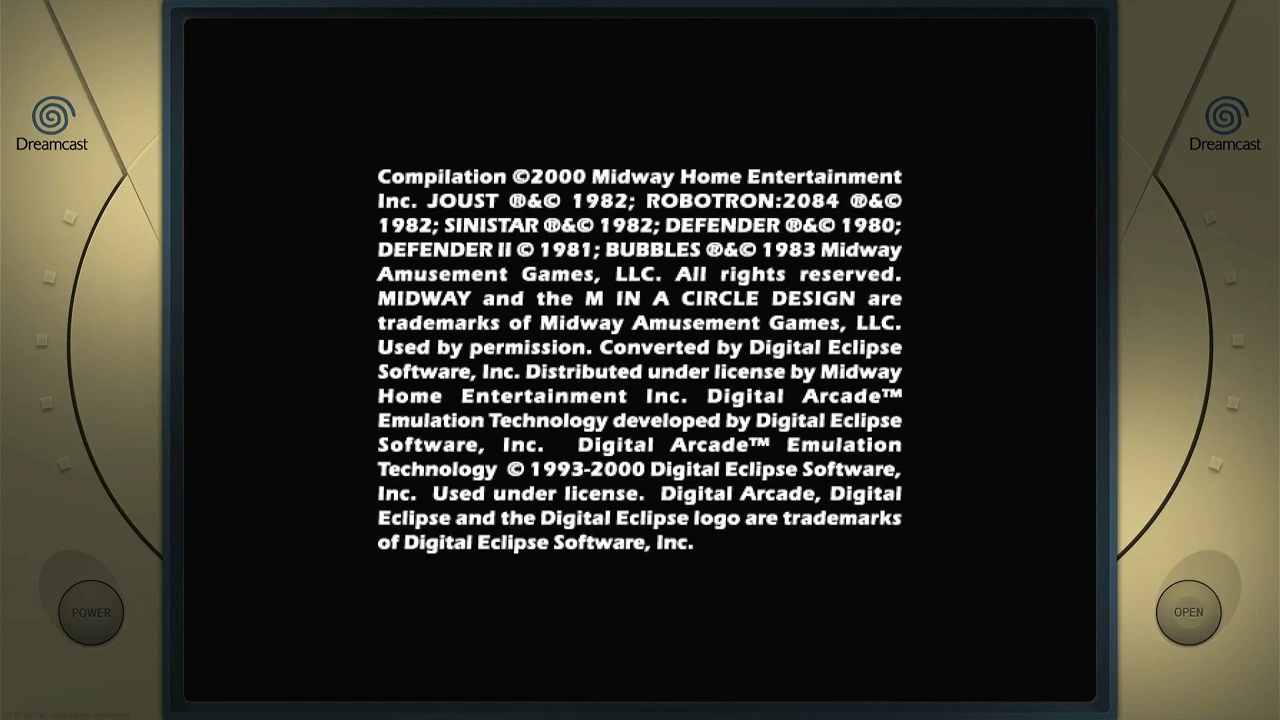 Dreamcast
Dreamcast
Compilation ©2000 Midway Home Entertainment
Inc. JOUST ®&© 1982; ROBOTRON:2084 ®&©
1982; SINISTAR ®&© 1982; DEFENDER ®&© 1980;
DEFENDER II © 1981; BUBBLES ®&© 1983 Midway
Amusement Games, LLC. All rights reserved.
MIDWAY and the M IN A CIRCLE DESIGN are
trademarks of Midway Amusement Games, LLC.
Used by permission. Converted by Digital Eclipse
Software, Inc. Distributed under license by Midway
Home Entertainment Inc. Digital Arcade™
Emulation Technology developed by Digital Eclipse
Software, Inc. Digital Arcade™ Emulation
Technology © 1993-2000 Digital Eclipse Software,
Inc. Used under license. Digital Arcade, Digital
Eclipse and the Digital Eclipse logo are trademarks
of Digital Eclipse Software, Inc.
POWER
OPEN